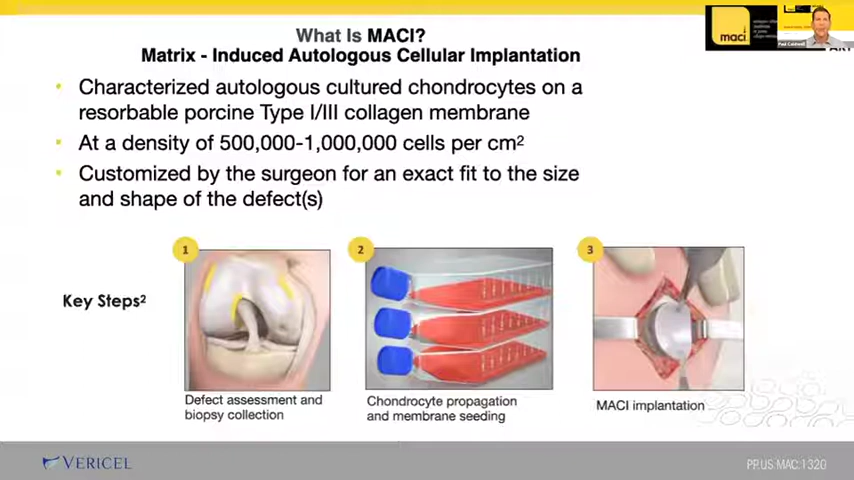 What Is MACI?
Matrix - Induced Autologous Cellular Implantation
• Characterized autologous cultured chondrocytes on a
resorbable porcine Type I/III collagen membrane
• At a density of 500,000-1,000,000 cells per cm²
• Customized by the surgeon for an exact fit to the size
and shape of the defect(s)
maci
Paul Caldwell
Key Steps²
1
2
3
Defect assessment and
biopsy collection
Chondrocyte propagation
and membrane seeding
MACI implantation
VERICEL
PP.US.MAC.1320